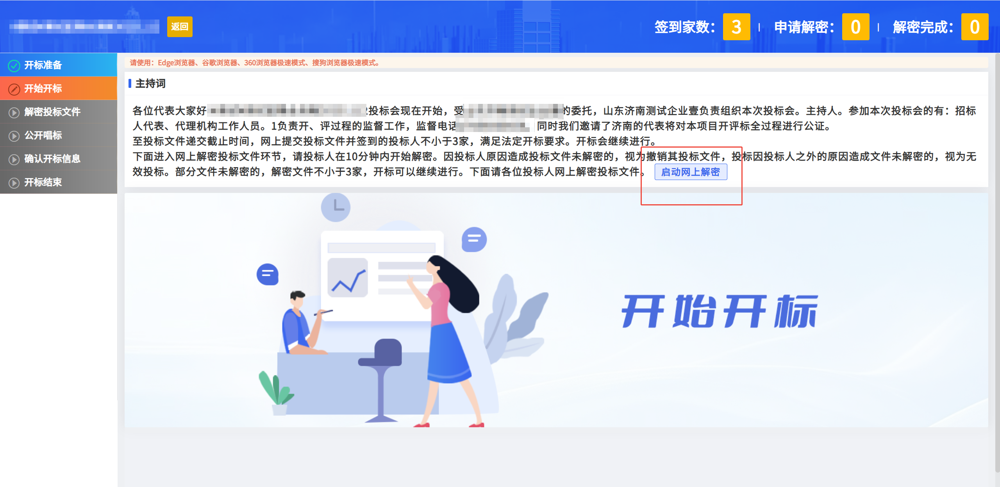 返回
签到家数：3
申请解密：0
解密完成：0
开标准备
开始开标
解密投标文件
公开唱标
确认开标信息
开标结束
请使用：Edge浏览器、谷歌浏览器、360浏览器极速模式、搜狗浏览器极速模式。
主持词
各位代表大家好 投标会现在开始，受 的委托，山东济南测试企业壹负责组织本次投标会。主持人。参加本次投标会的有：招标
人代表、代理机构工作人员。1负责开、评过程的监督工作，监督电话 同时我们邀请了济南的代表将对本项目开评标全过程进行公证。
至投标文件递交截止时间，网上提交投标文件并签到的投标人不小于3家，满足法定开标要求。开标会继续进行。
下面进入网上解密投标文件环节，请投标人在10分钟内开始解密。因投标人原因造成投标文件未解密的，视为撤销其投标文件，投标因投标人之外的原因造成文件未解密的，视为无
效投标。部分文件未解密的，解密文件不小于3家，开标可以继续进行。下面请各位投标人网上解密投标文件。 启动网上解密
开始开标